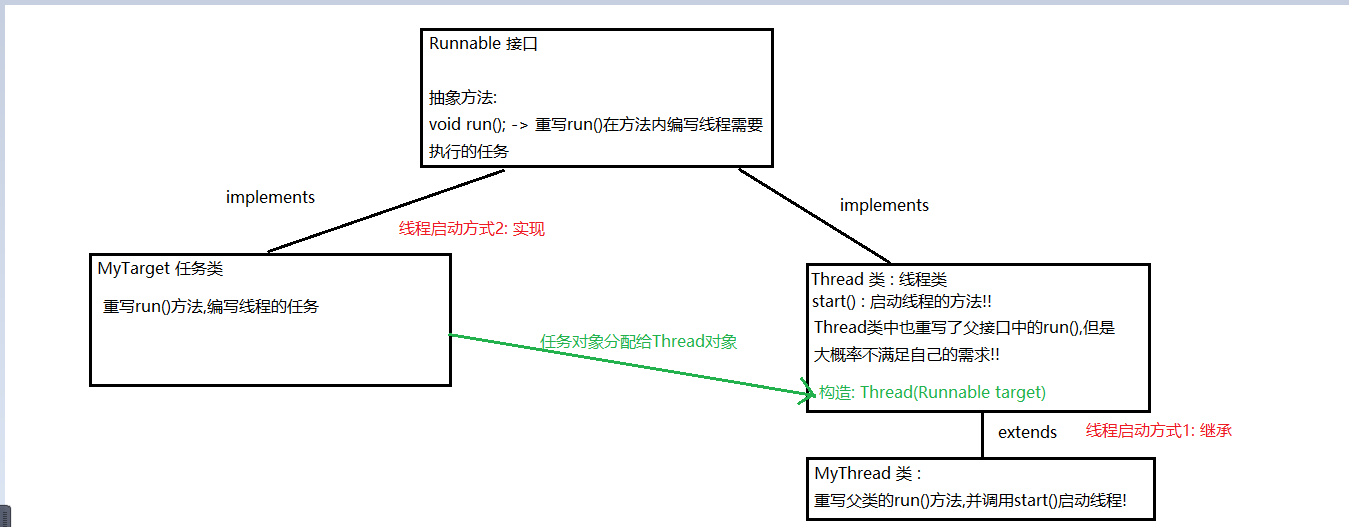 Runnable 接口
抽象方法:
void run(); -> 重写run()在方法内编写线程需要
执行的任务
implements
implements
线程启动方式2: 实现
MyTarget 任务类
重写run()方法,编写线程的任务
Thread 类 : 线程类
start() : 启动线程的方法!!
Thread类中也重写了父接口中的run(),但是
大概率不满足自己的需求!!
任务对象分配给Thread对象
构造: Thread(Runnable target)
extends
线程启动方式1: 继承
MyThread 类 :
重写父类的run()方法,并调用start()启动线程!